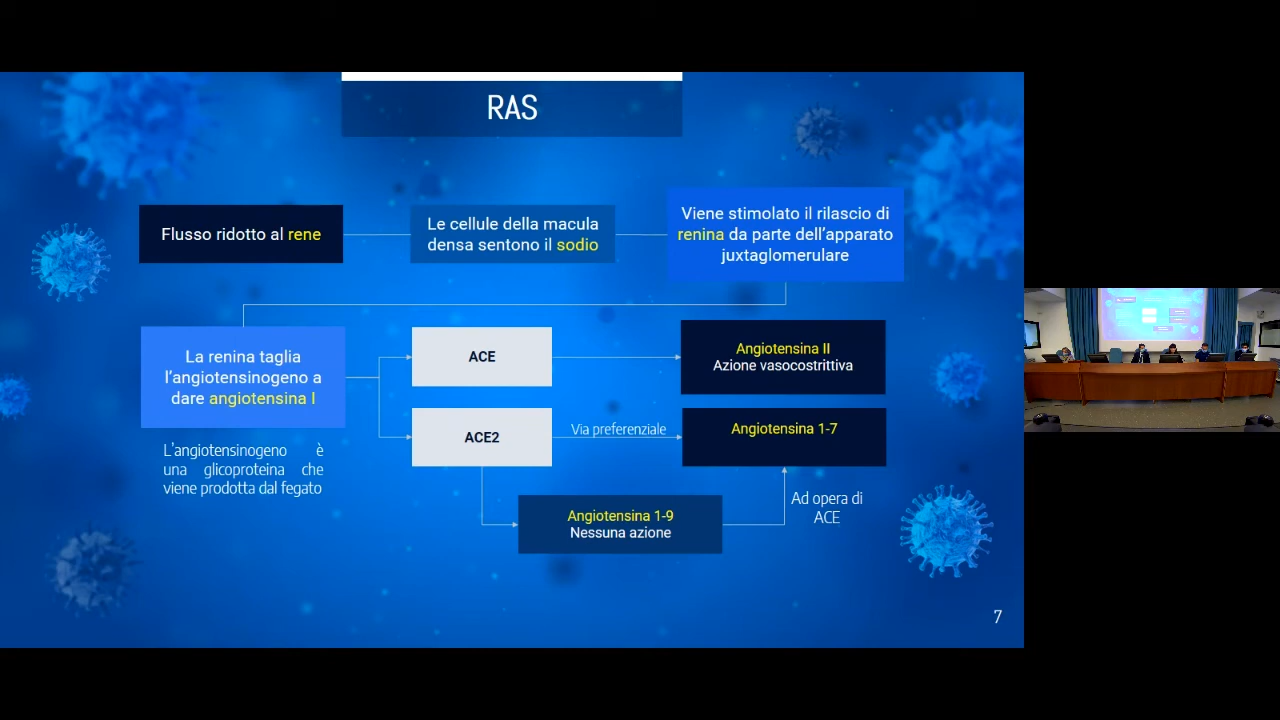 RAS
Flusso ridotto al rene
Le cellule della macula
densa sentono il sodio
Viene stimolato il rilascio di
renina da parte dell'apparato
juxtaglomerulare
La renina taglia
l'angiotensinogeno a
dare angiotensina I
L'angiotensinogeno è
una glicoproteina che
viene prodotta dal fegato
ACE
Angiotensina II
Azione vasocostrittiva
ACE2
Via preferenziale
Angiotensina 1-7
Angiotensina 1-9
Nessuna azione
Ad opera di
ACE
7